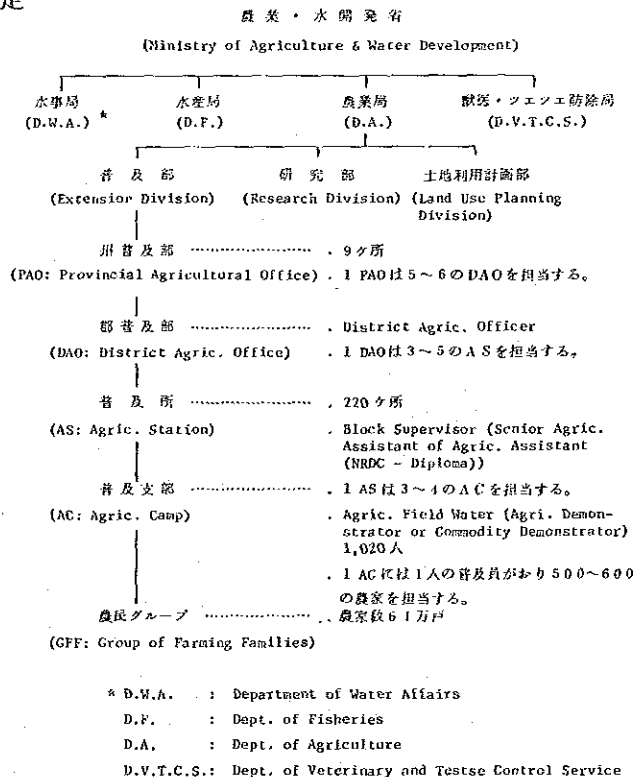 定
農業・水開発省
(Ministry of Agriculture & Water Development)
水事局 水産局 農業局 獣医・ツェツェ防除局
(D.W.A.) * (D.F.) (D.A.) (D.V.T.C.S.)
普及部 研究部 土地利用計画部
(Extension Division) (Research Division) (Land Use Planning
Division)
州普及部 ・・・・・・・・・・ . 9ケ所
(PAO: Provincial Agricultural Office) . 1 PAOは5~6のDAOを担当する。
郡普及部 ・・・・・・・・・・ . District Agric. Officer
(DAO: District Agric. Office) . 1 DAOは3~5のASを担当する。
普及所 ・・・・・・・・・・ . 220ケ所
(AS: Agric. Station) . Block Supervisor (Senior Agric.
Assistant of Agric. Assistant
(NRDC - Diploma))
普及支部 ・・・・・・・・・・ . 1 ASは3~4のACを担当する。
(AC: Agric. Camp) . Agric. Field Water (Agri. Demon-
strator or Commodity Demonstrator)
1,020人
. 1 ACには1人の普及員がおり500~600
の農家を担当する。
農民グループ ・・・・・・・・・・ . 農家数61万戸
(GFF: Group of Farming Families)
* D.W.A. : Department of Water Affairs
D.F. : Dept. of Fisheries
D.A. : Dept. of Agriculture
D.V.T.C.S.: Dept. of Veterinary and Testse Control Service